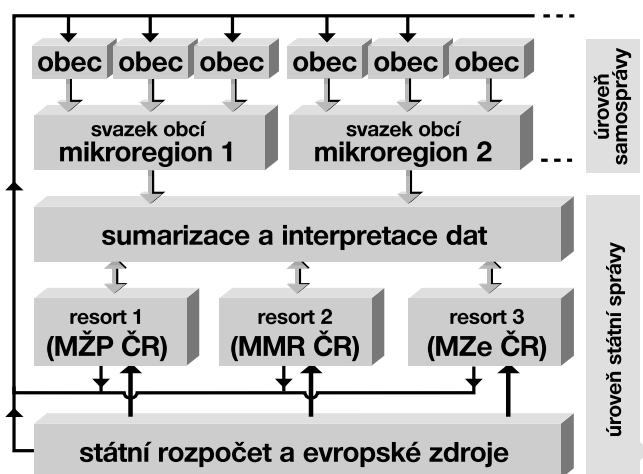 obec obec obec obec obec obec
svazek obcí
mikroregion 1
svazek obcí
mikroregion 2
úroveň
samosprávy
sumarizace a interpretace dat
resort 1
(MŽP ČR)
resort 2
(MMR ČR)
resort 3
(MZe ČR)
úroveň státní správy
státní rozpočet a evropské zdroje